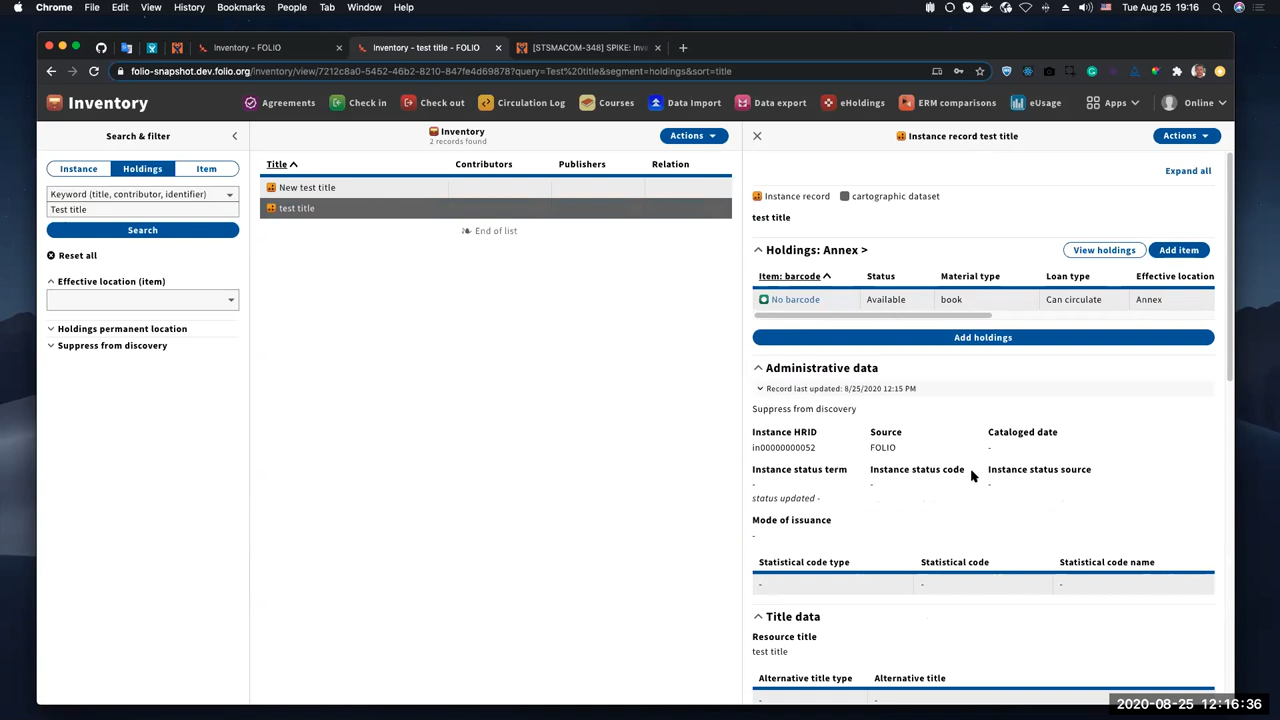 Chrome File Edit View History Bookmarks People Tab Window Help Tue Aug 25 19:16
Inventory - FOLIO
Inventory - test title - FOLIO
[STSMACOM-348] SPIKE: Inv
folio-snapshot.dev.folio.org/inventory/view/7212c8a0-5452-46b2-8210-847fe4d69878?query=Test%20title&segment=holdings&sort=title
Inventory Agreements Check in Check out Circulation Log Courses Data Import Data export eHoldings ERM comparisons eUsage Apps Online
Search & filter
Instance Holdings Item
Keyword (title, contributor, identifier)
Test title
Search
Reset all
Effective location (item)
Holdings permanent location
Suppress from discovery
Inventory
2 records found
Actions
Title Contributors Publishers Relation
New test title
test title
End of list
Instance record test title
Actions
Expand all
Instance record cartographic dataset
test title
Holdings: Annex >
View holdings Add item
Item: barcode Status Material type Loan type Effective location
No barcode Available book Can circulate Annex
Add holdings
Administrative data
Record last updated: 8/25/2020 12:15 PM
Suppress from discovery
Instance HRID Source Cataloged date
in00000000052 FOLIO -
Instance status term Instance status code Instance status source
- - -
status updated -
Mode of issuance
-
Statistical code type Statistical code Statistical code name
- - -
Title data
Resource title
test title
Alternative title type Alternative title
- -
2020-08-25 12:16:36